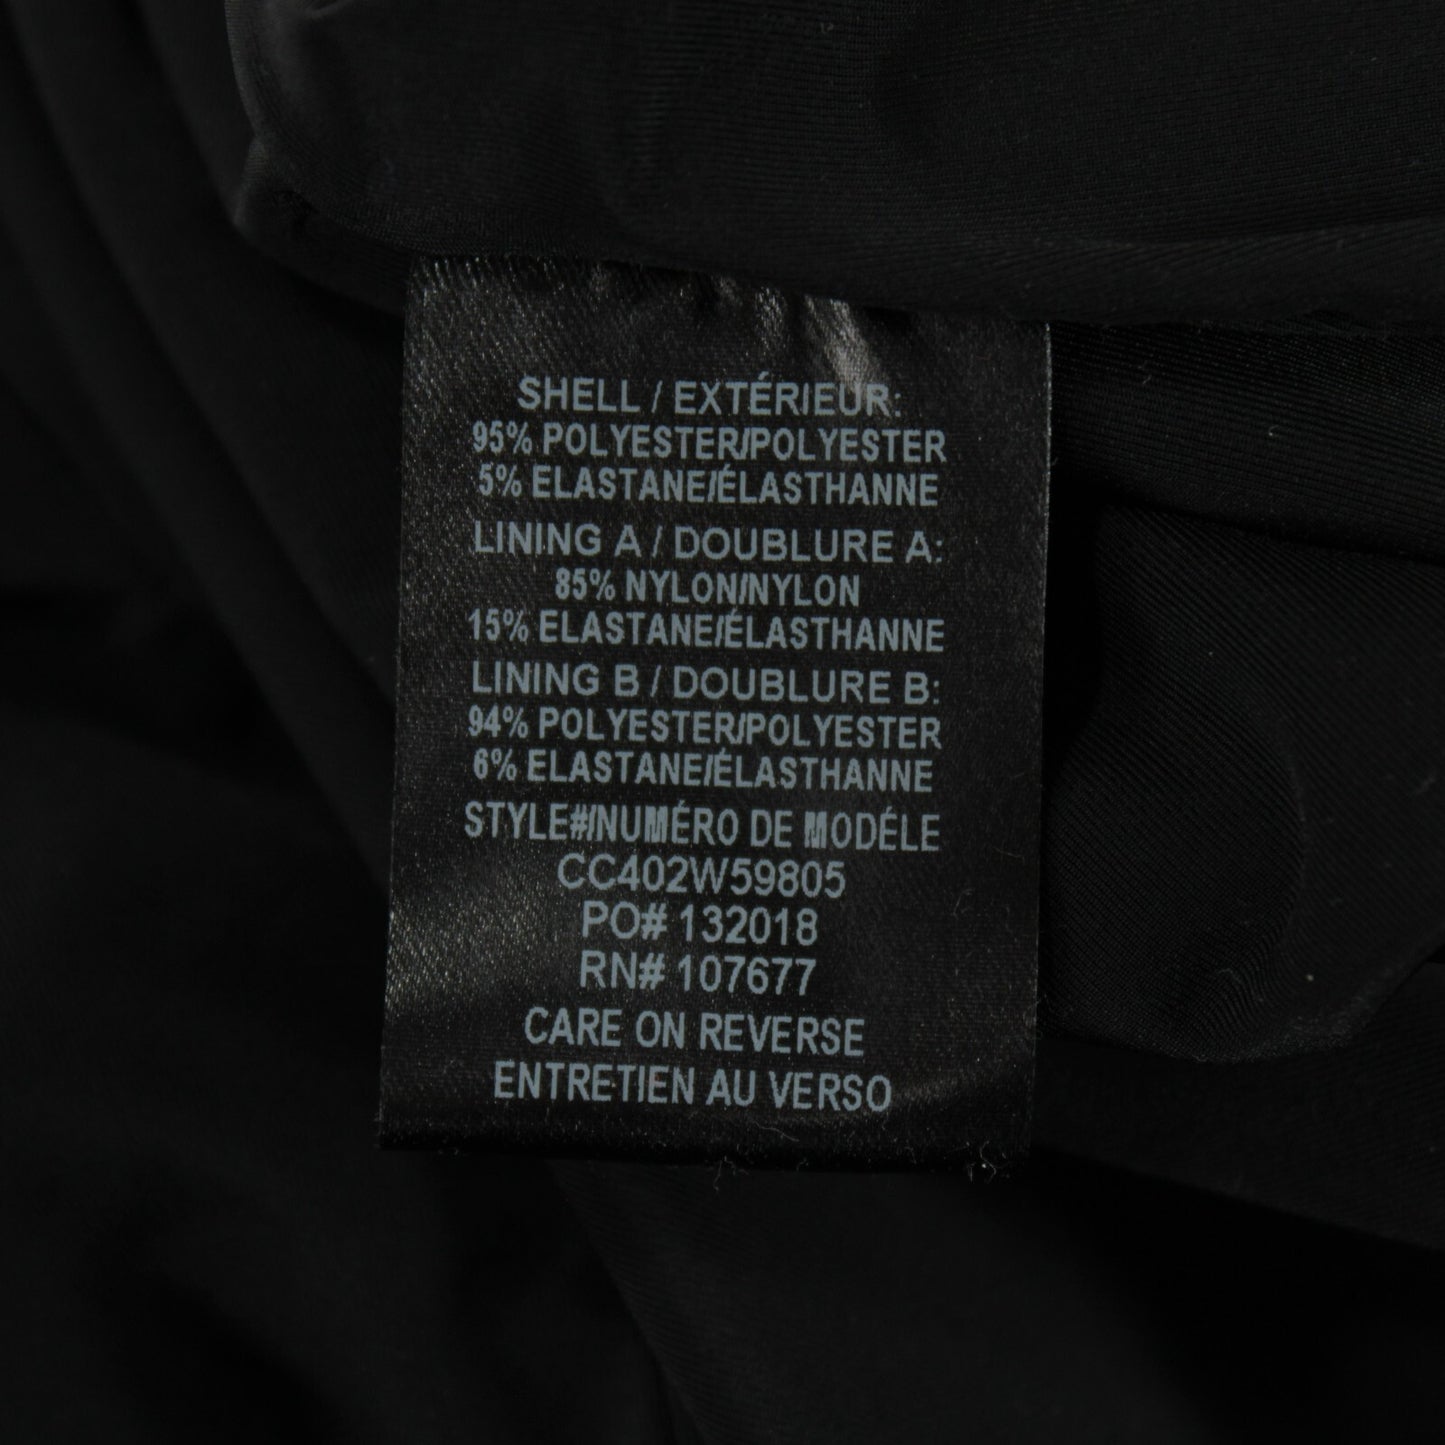 SHELL / EXTÉRIEUR:
95% POLYESTER/POLYESTER
5% ELASTANE/ÉLASTHANNE
LINING A / DOUBLURE A:
85% NYLON/NYLON
15% ELASTANE/ÉLASTHANNE
LINING B / DOUBLURE B:
94% POLYESTER/POLYESTER
6% ELASTANE/ÉLASTHANNE
STYLE#/NUMÉRO DE MODÉLE
CC402W59805
PO# 132018
RN# 107677
CARE ON REVERSE
ENTRETIEN AU VERSO